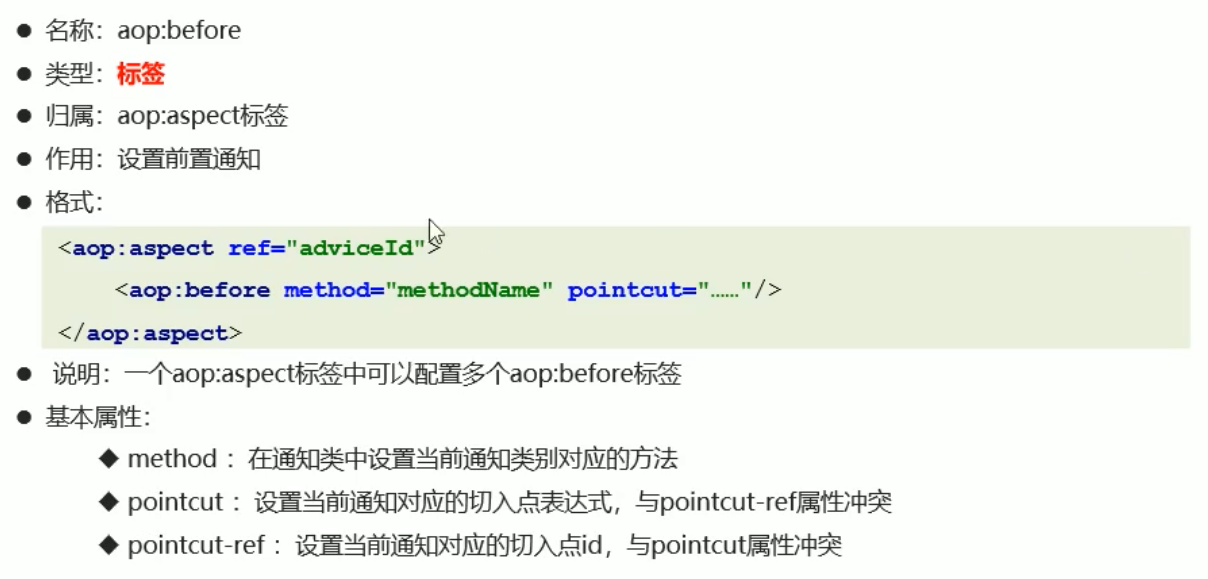 ● 名称：aop:before
● 类型：标签
● 归属：aop:aspect标签
● 作用：设置前置通知
● 格式：
<aop:aspect ref="adviceId">
<aop:before method="methodName" pointcut="……"/>
</aop:aspect>
● 说明：一个aop:aspect标签中可以配置多个aop:before标签
● 基本属性：
◆ method ：在通知类中设置当前通知类别对应的方法
◆ pointcut ：设置当前通知对应的切入点表达式，与pointcut-ref属性冲突
◆ pointcut-ref ：设置当前通知对应的切入点id，与pointcut属性冲突